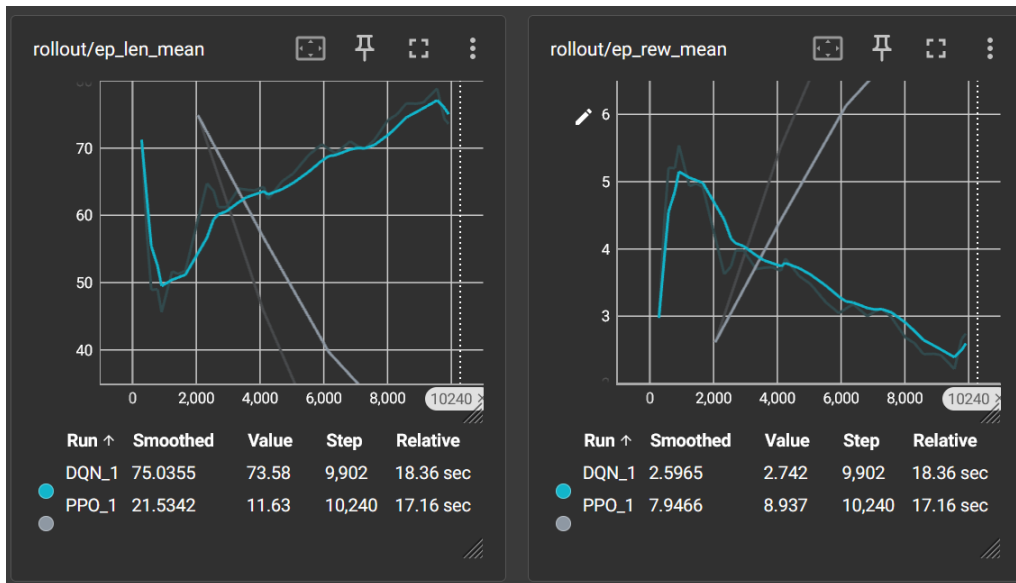 rollout/ep_len_mean
70
60
50
40
0 2,000 4,000 6,000 8,000 10240
Run ↑ Smoothed Value Step Relative
DQN_1 75.0355 73.58 9,902 18.36 sec
PPO_1 21.5342 11.63 10,240 17.16 sec
rollout/ep_rew_mean
6
5
4
3
0 2,000 4,000 6,000 8,000 10240
Run ↑ Smoothed Value Step Relative
DQN_1 2.5965 2.742 9,902 18.36 sec
PPO_1 7.9466 8.937 10,240 17.16 sec